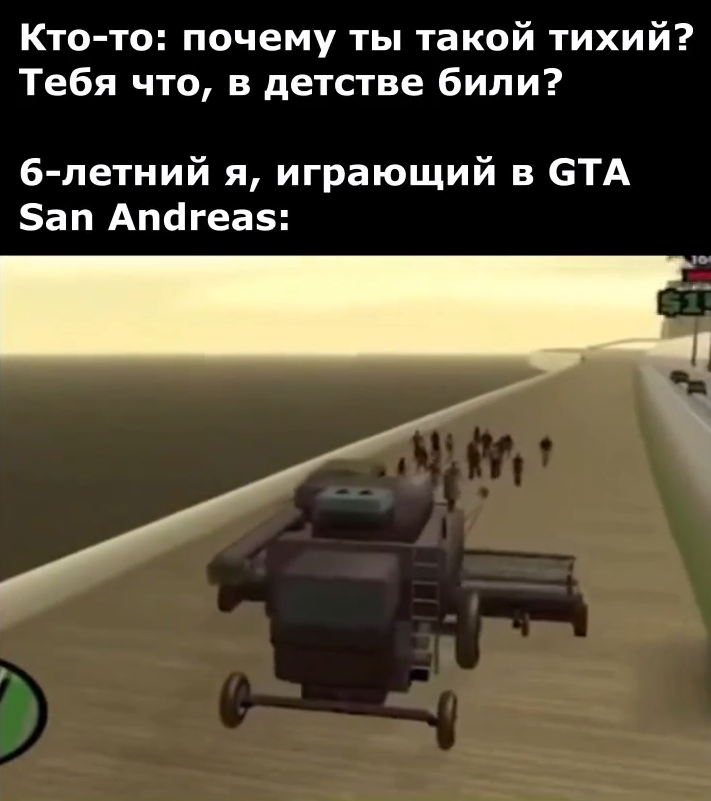 Кто-то: почему ты такой тихий?
Тебя что, в детстве били?
6-летний я, играющий в GTA
San Andreas: